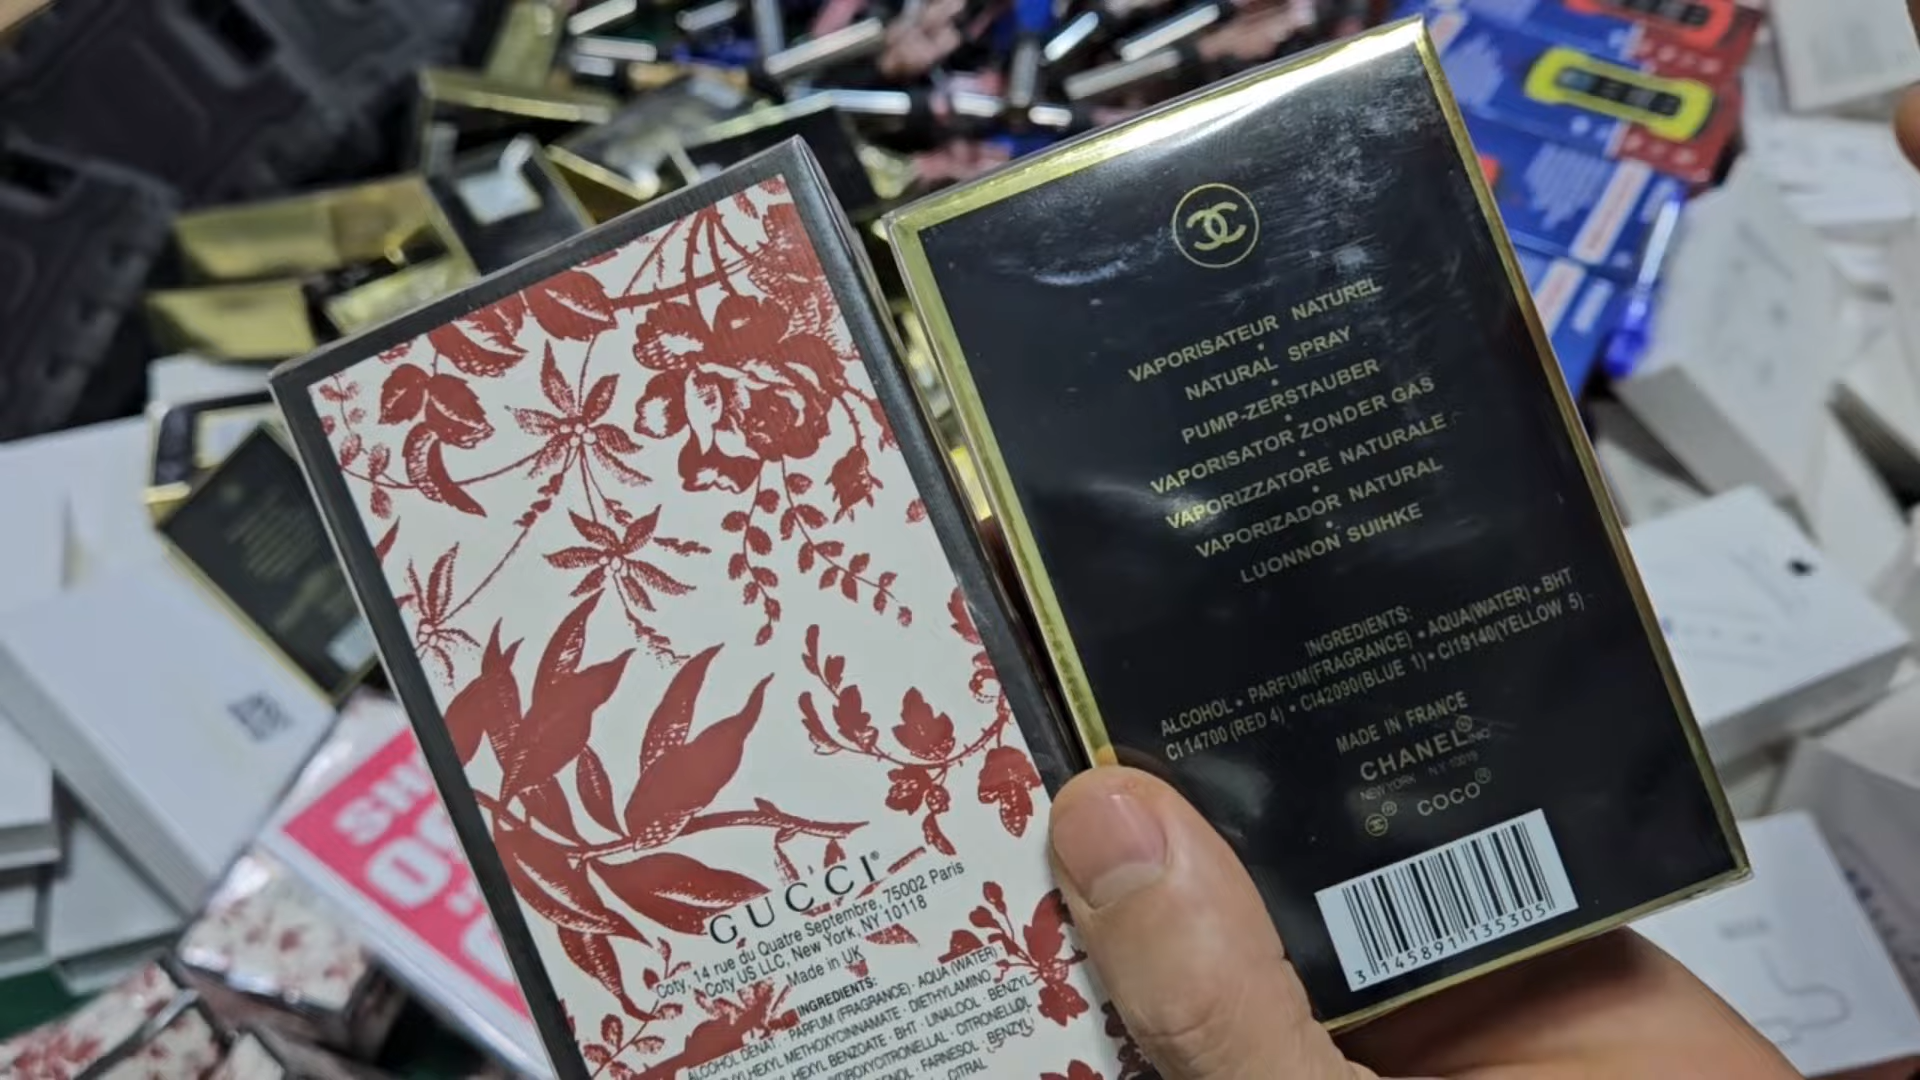 GUCCI®
14 rue du Quatre Septembre, 75002 Paris
Coty, Coty US LLC, New York, NY 10118
Made in UK
INGREDIENTS:
ALCOHOL DENAT · PARFUM (FRAGRANCE) · AQUA (WATER)
HEXYL METHOXYCINNAMATE · DIETHYLAMINO
HEXYL BENZOATE · BHT · LINALOOL · BENZYL
HYDROXYCITRONELLAL · CITRONELLOL
FARNESOL · BENZYL
CITRAL
VAPORISATEUR NATUREL
•
NATURAL SPRAY
•
PUMP-ZERSTAUBER
•
VAPORISATOR ZONDER GAS
•
VAPORIZZATORE NATURALE
•
VAPORIZADOR NATURAL
•
LUONNON SUIHKE
INGREDIENTS:
ALCOHOL • PARFUM(FRAGRANCE) • AQUA(WATER) • BHT
CI 14700 (RED 4) • CI42090(BLUE 1) • CI19140(YELLOW 5)
MADE IN FRANCE
CHANEL® INC
NEW YORK N.Y. 10019
® COCO®
3 145891 135305